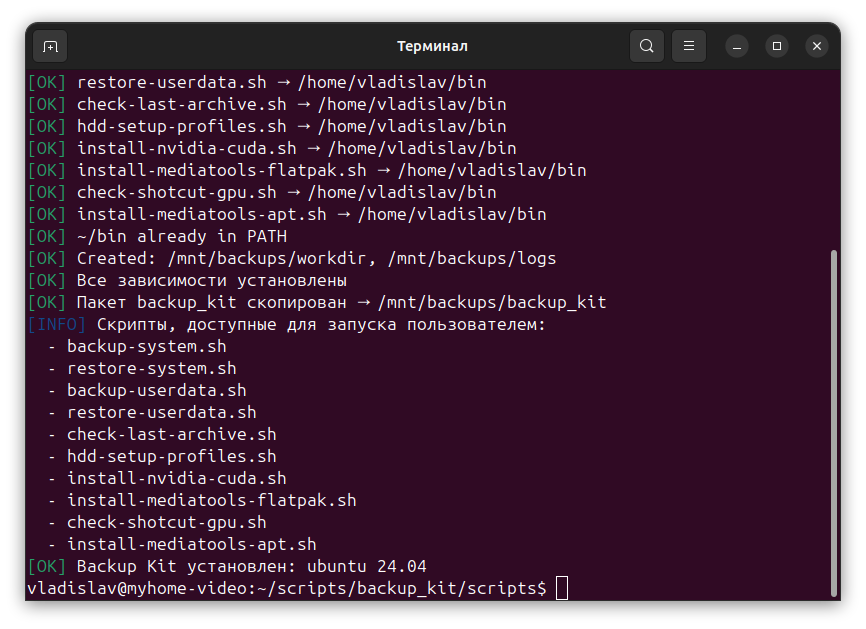 Терминал
[OK] restore-userdata.sh → /home/vladislav/bin
[OK] check-last-archive.sh → /home/vladislav/bin
[OK] hdd-setup-profiles.sh → /home/vladislav/bin
[OK] install-nvidia-cuda.sh → /home/vladislav/bin
[OK] install-mediatools-flatpak.sh → /home/vladislav/bin
[OK] check-shotcut-gpu.sh → /home/vladislav/bin
[OK] install-mediatools-apt.sh → /home/vladislav/bin
[OK] ~/bin already in PATH
[OK] Created: /mnt/backups/workdir, /mnt/backups/logs
[OK] Все зависимости установлены
[OK] Пакет backup_kit скопирован → /mnt/backups/backup_kit
[INFO] Скрипты, доступные для запуска пользователем:
  - backup-system.sh
  - restore-system.sh
  - backup-userdata.sh
  - restore-userdata.sh
  - check-last-archive.sh
  - hdd-setup-profiles.sh
  - install-nvidia-cuda.sh
  - install-mediatools-flatpak.sh
  - check-shotcut-gpu.sh
  - install-mediatools-apt.sh
[OK] Backup Kit установлен: ubuntu 24.04
vladislav@myhome-video:~/scripts/backup_kit/scripts$